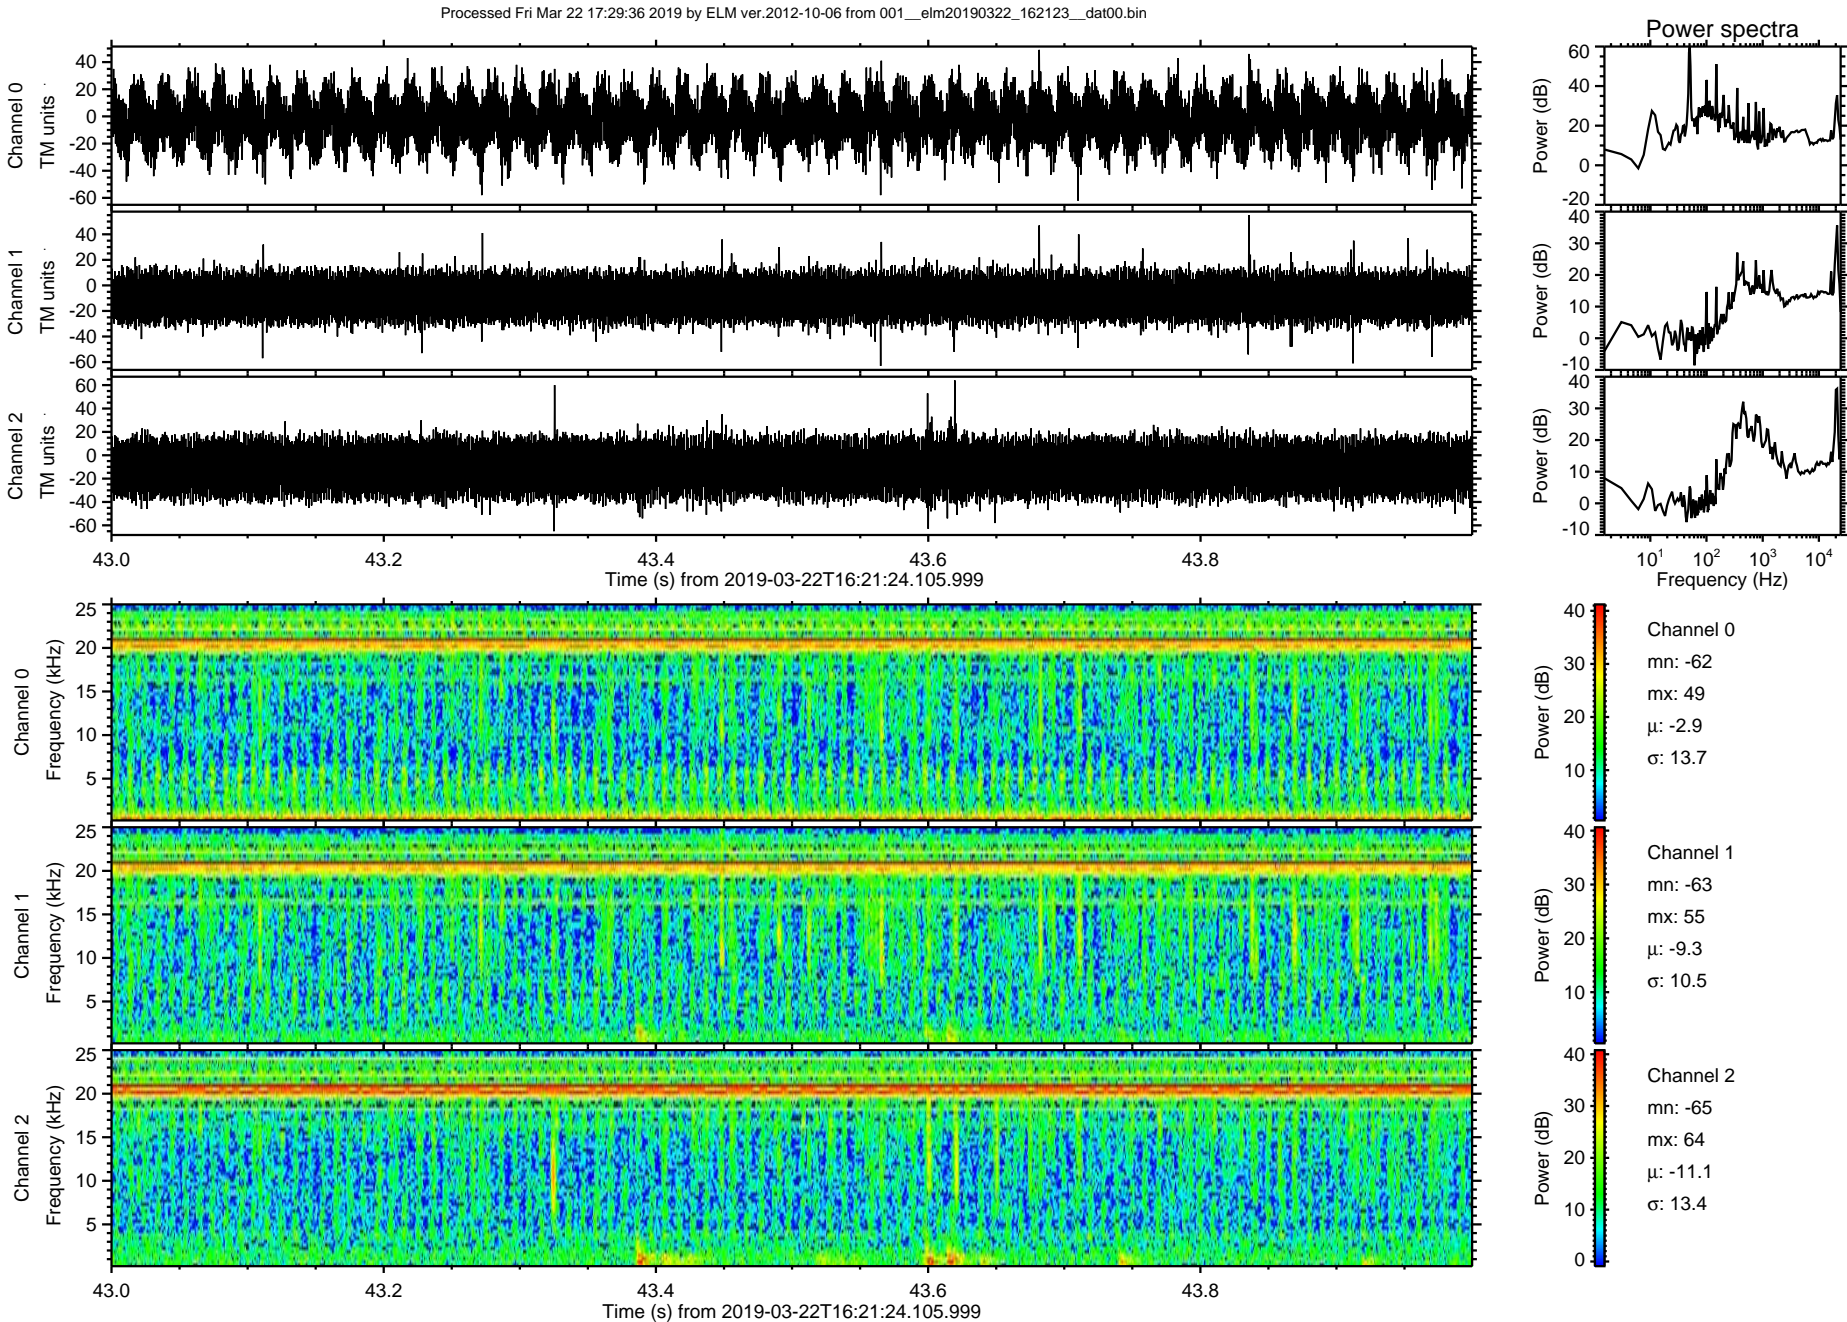 Processed Fri Mar 22 17:29:36 2019 by ELM ver.2012-10-06 from 001__elm20190322_162123__dat00.bin
Power spectra
Channel 0
TM units
40
20
0
-20
-40
-60
Power (dB)
60
40
20
0
-20
Channel 1
TM units
40
20
0
-20
-40
-60
Power (dB)
40
30
20
10
0
-10
Channel 2
TM units
60
40
20
0
-20
-40
-60
Power (dB)
40
30
20
10
0
-10
43.0 43.2 43.4 43.6 43.8
Time (s) from 2019-03-22T16:21:24.105.999
10¹ 10² 10³ 10⁴
Frequency (Hz)
Channel 0
Frequency (kHz)
25
20
15
10
5
Power (dB)
40
30
20
10
Channel 0
mn: -62
mx: 49
μ: -2.9
σ: 13.7
Channel 1
Frequency (kHz)
25
20
15
10
5
Power (dB)
40
30
20
10
Channel 1
mn: -63
mx: 55
μ: -9.3
σ: 10.5
Channel 2
Frequency (kHz)
25
20
15
10
5
Power (dB)
40
30
20
10
0
Channel 2
mn: -65
mx: 64
μ: -11.1
σ: 13.4
43.0 43.2 43.4 43.6 43.8
Time (s) from 2019-03-22T16:21:24.105.999